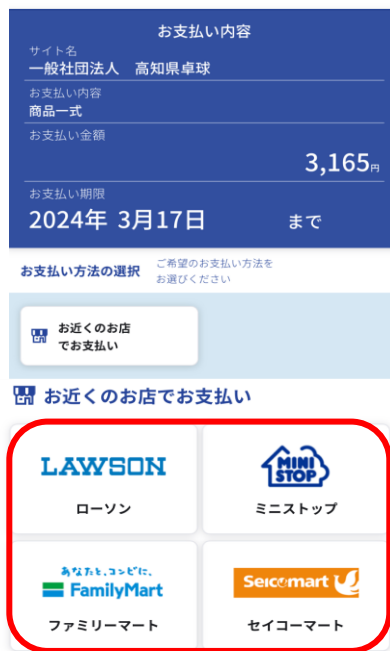 お支払い内容
サイト名
一般社団法人　高知県卓球
お支払い内容
商品一式
お支払い金額
3,165円
お支払い期限
2024年 3月17日 まで
お支払い方法の選択
ご希望のお支払い方法を
お選びください
お近くのお店
でお支払い
お近くのお店でお支払い
LAWSON
ローソン
MINI
STOP
ミニストップ
あなたと、コンビに、
FamilyMart
ファミリーマート
Seicomart
セイコーマート